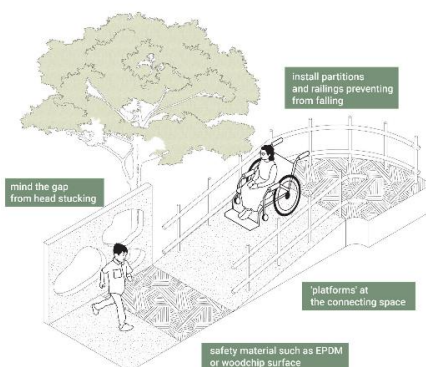 install partitions
and railings preventing
from falling
mind the gap
from head stucking
'platforms' at
the connecting space
safety material such as EPDM
or woodchip surface